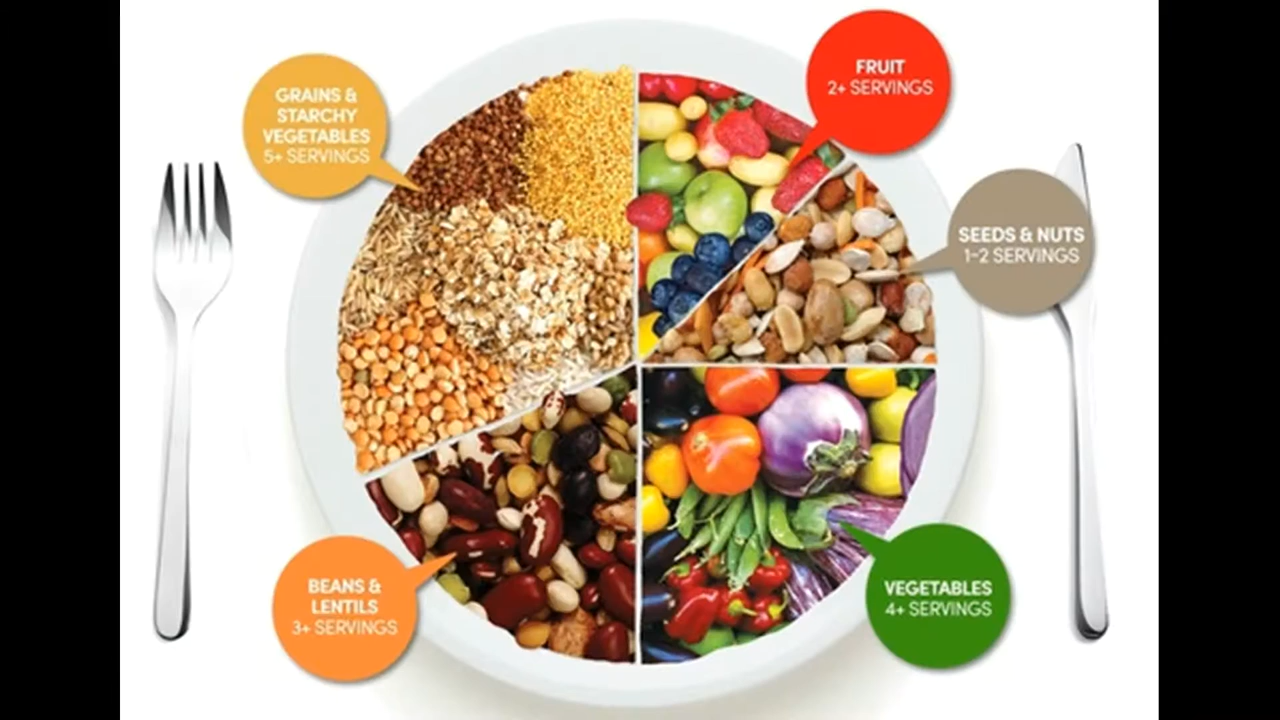 GRAINS &
STARCHY
VEGETABLES
5+ SERVINGS
FRUIT
2+ SERVINGS
SEEDS & NUTS
1-2 SERVINGS
BEANS &
LENTILS
3+ SERVINGS
VEGETABLES
4+ SERVINGS